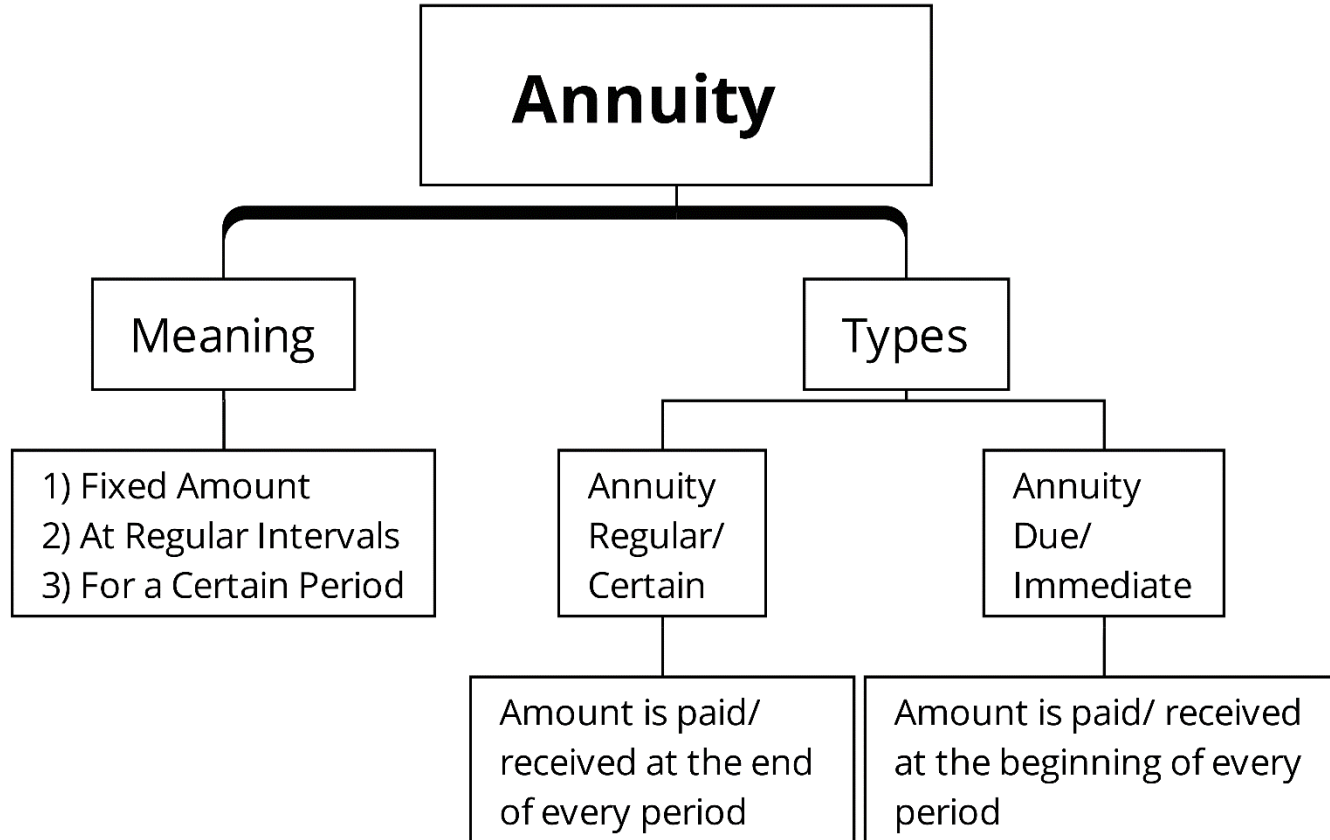 Annuity
Meaning
Types
1) Fixed Amount
2) At Regular Intervals
3) For a Certain Period
Annuity
Regular/
Certain
Annuity
Due/
Immediate
Amount is paid/
received at the end
of every period
Amount is paid/ received
at the beginning of every
period